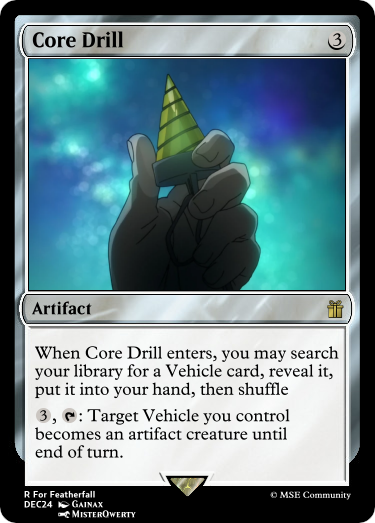 Core Drill 3
Artifact
When Core Drill enters, you may search
your library for a Vehicle card, reveal it,
put it into your hand, then shuffle
3, : Target Vehicle you control
becomes an artifact creature until
end of turn.
R For Featherfall
DEC24 Gainax © MSE Community
MisterQwerty